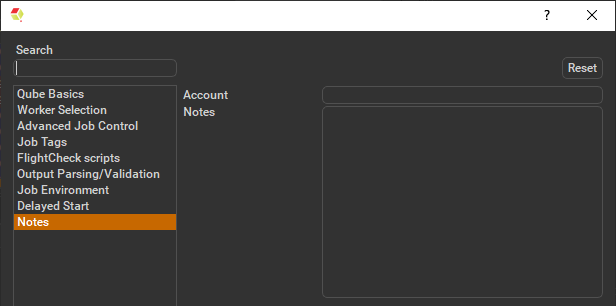 ?
Search
Reset
Qube Basics
Worker Selection
Advanced Job Control
Job Tags
FlightCheck scripts
Output Parsing/Validation
Job Environment
Delayed Start
Notes
Account
Notes